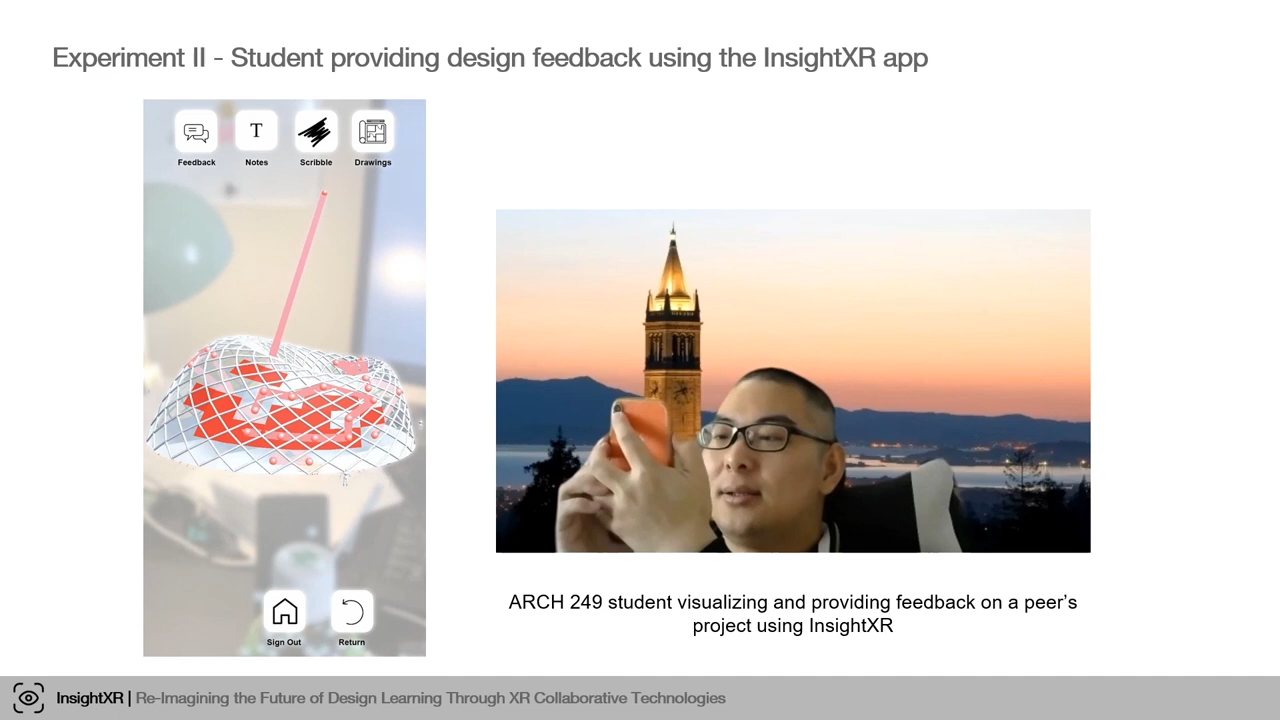 Experiment II - Student providing design feedback using the InsightXR app
Feedback
T
Notes
Scribble
Drawings
Sign Out
Return
ARCH 249 student visualizing and providing feedback on a peer's
project using InsightXR
InsightXR | Re-Imagining the Future of Design Learning Through XR Collaborative Technologies